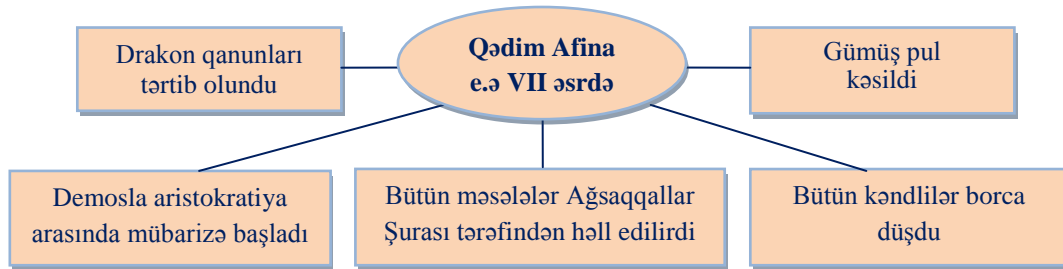 Drakon qanunları
tərtib olundu
Qədim Afina
e.ə VII əsrdə
Gümüş pul
kəsildi
Demosla aristokratiya
arasında mübarizə başladı
Bütün məsələlər Ağsaqqallar
Şurası tərəfindən həll edilirdi
Bütün kəndlilər borca
düşdu